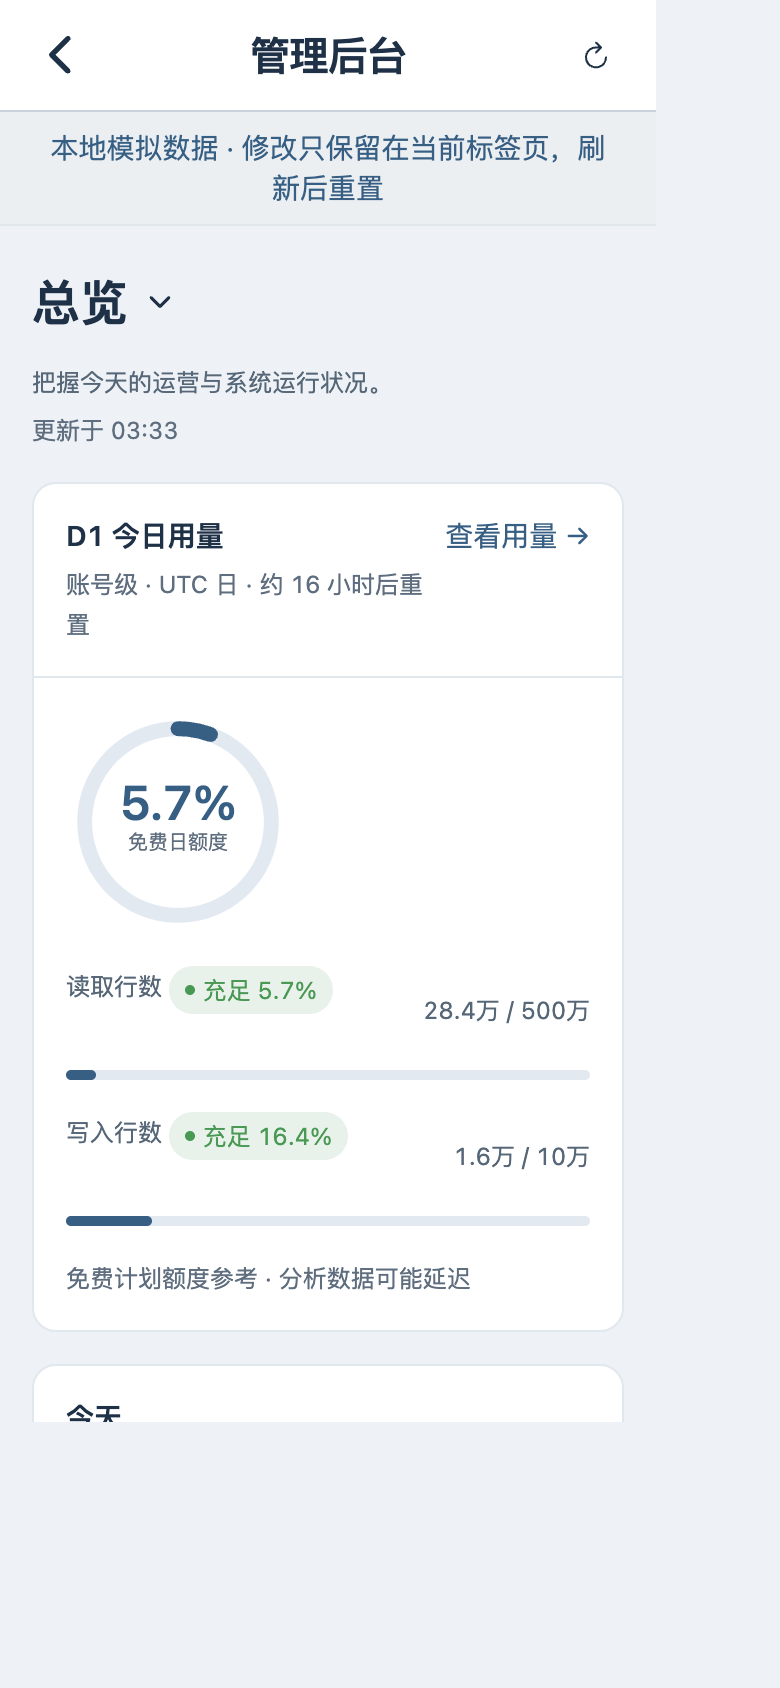 管理后台
本地模拟数据 · 修改只保留在当前标签页，刷
新后重置
总览
把握今天的运营与系统运行状况。
更新于 03:33
D1 今日用量
查看用量 →
账号级 · UTC 日 · 约 16 小时后重
置
5.7%
免费日额度
读取行数 充足 5.7%
28.4万 / 500万
写入行数 充足 16.4%
1.6万 / 10万
免费计划额度参考 · 分析数据可能延迟
今天